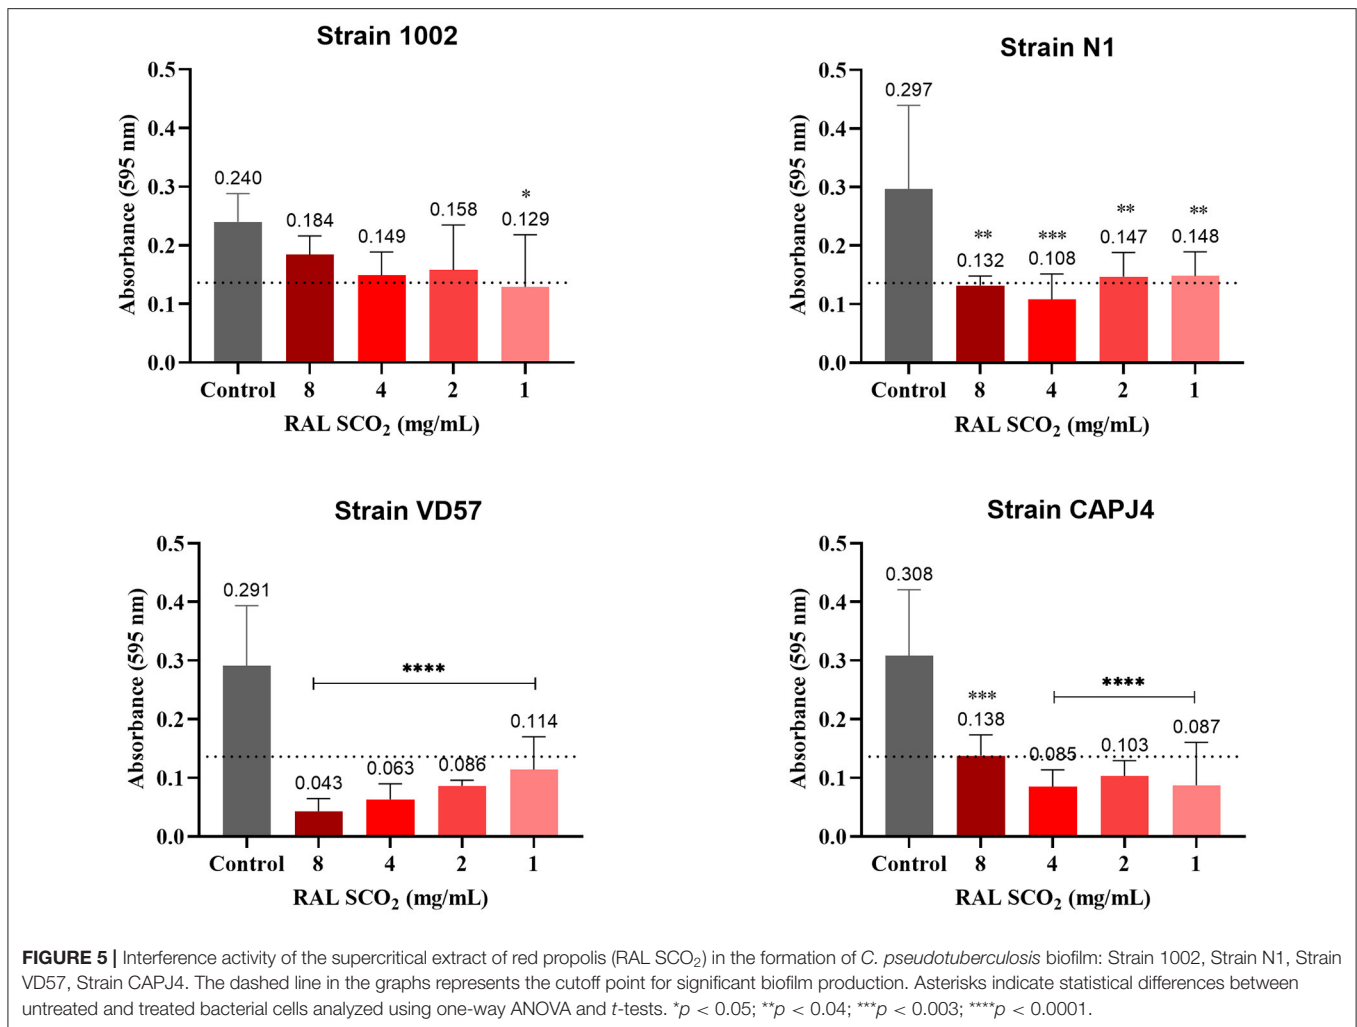 Strain 1002
Absorbance (595 nm)
0.5
0.4
0.3
0.2
0.1
0.0
0.240
0.184
0.149
0.158
*
0.129
Control 8 4 2 1
RAL SCO₂ (mg/mL)
Strain N1
Absorbance (595 nm)
0.5
0.4
0.3
0.2
0.1
0.0
0.297
**
0.132
***
0.108
**
0.147
**
0.148
Control 8 4 2 1
RAL SCO₂ (mg/mL)
Strain VD57
Absorbance (595 nm)
0.5
0.4
0.3
0.2
0.1
0.0
0.291
****
0.043
0.063
0.086
0.114
Control 8 4 2 1
RAL SCO₂ (mg/mL)
Strain CAPJ4
Absorbance (595 nm)
0.5
0.4
0.3
0.2
0.1
0.0
0.308
***
0.138
****
0.085
0.103
0.087
Control 8 4 2 1
RAL SCO₂ (mg/mL)
FIGURE 5 | Interference activity of the supercritical extract of red propolis (RAL SCO₂) in the formation of C. pseudotuberculosis biofilm: Strain 1002, Strain N1, Strain
VD57, Strain CAPJ4. The dashed line in the graphs represents the cutoff point for significant biofilm production. Asterisks indicate statistical differences between
untreated and treated bacterial cells analyzed using one-way ANOVA and t-tests. *p < 0.05; **p < 0.04; ***p < 0.003; ****p < 0.0001.